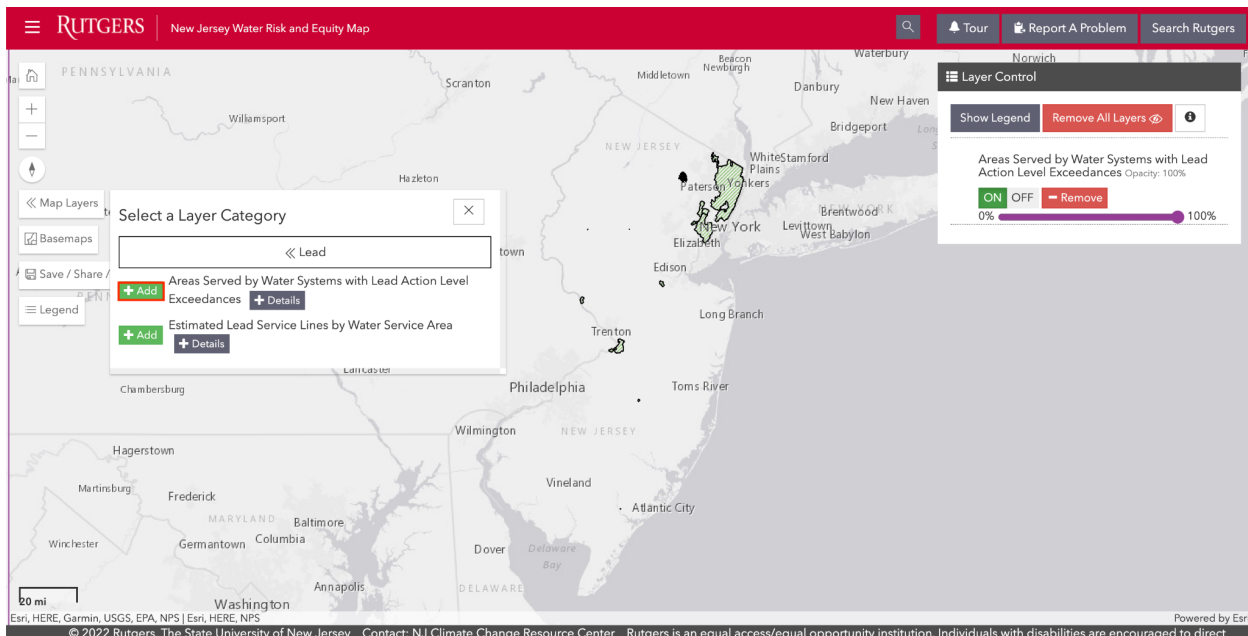 RUTGERS
New Jersey Water Risk and Equity Map
Tour
Report A Problem
Search Rutgers
Layer Control
Show Legend
Remove All Layers
Areas Served by Water Systems with Lead
Action Level Exceedances Opacity: 100%
ON OFF Remove
0% 100%
Map Layers
Basemaps
Save / Share /
Legend
Select a Layer Category
Lead
+ Add
Areas Served by Water Systems with Lead Action Level
Exceedances
+ Details
+ Add
Estimated Lead Service Lines by Water Service Area
+ Details
PENNSYLVANIA
Scranton
Williamsport
Hazleton
Middletown
Beacon
Newburgh
Waterbury
Norwich
Danbury
New Haven
Bridgeport
NEW JERSEY
White
Plains
Stamford
Paterson
Yonkers
Brentwood
New York
Levittown
West Babylon
Elizabeth
Edison
Long Branch
Trenton
Lancaster
Chambersburg
Philadelphia
Toms River
Wilmington
NEW JERSEY
Hagerstown
Martinsburg
Frederick
Vineland
MARYLAND
Baltimore
Atlantic City
Winchester
Germantown
Columbia
Dover
Delaware
Bay
Annapolis
DELAWARE
Washington
20 mi
Esri, HERE, Garmin, USGS, EPA, NPS | Esri, HERE, NPS
Powered by Esri
© 2022 Rutgers, The State University of New Jersey Contact: NJ Climate Change Resource Center Rutgers is an equal access/equal opportunity institution. Individuals with disabilities are encouraged to direct